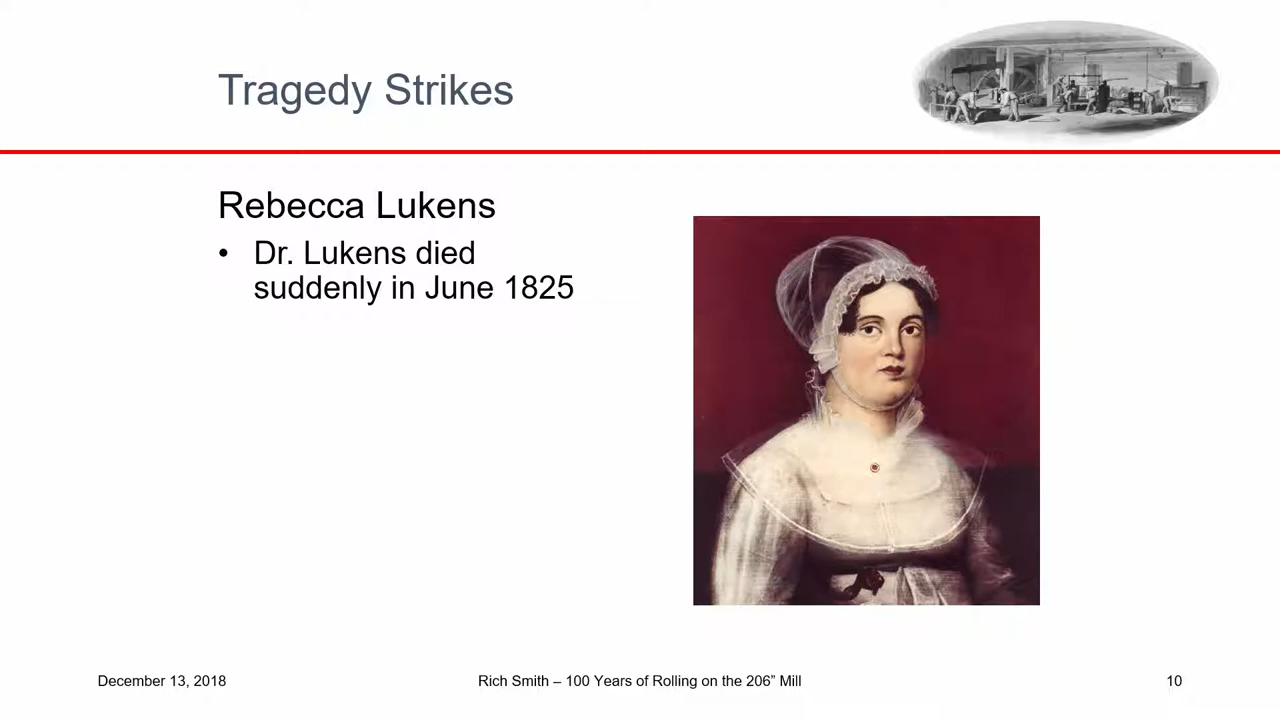 Tragedy Strikes
Rebecca Lukens
• Dr. Lukens died
suddenly in June 1825
December 13, 2018
Rich Smith – 100 Years of Rolling on the 206” Mill
10